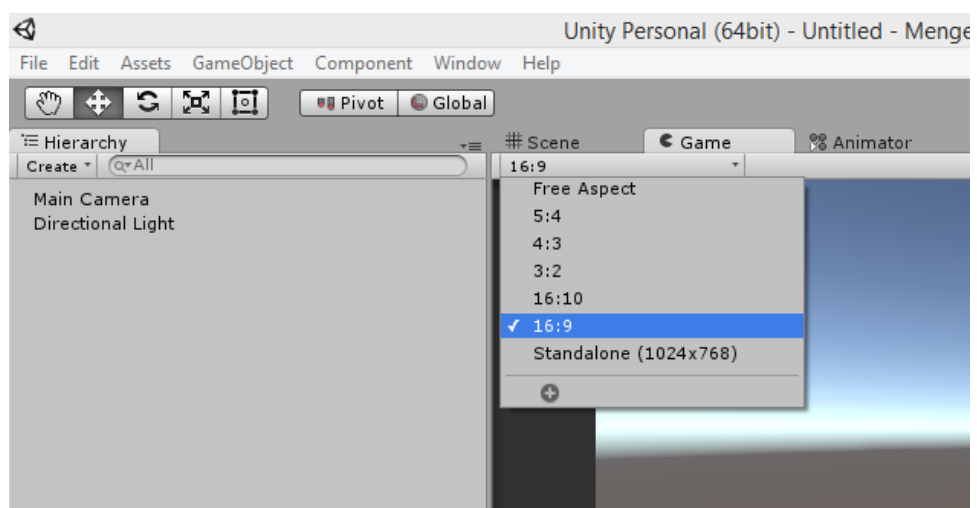 Unity Personal (64bit) - Untitled - Menge
File Edit Assets GameObject Component Window Help
Pivot Global
Hierarchy
Create All
Main Camera
Directional Light
# Scene Game Animator
16:9
Free Aspect
5:4
4:3
3:2
16:10
✓ 16:9
Standalone (1024x768)